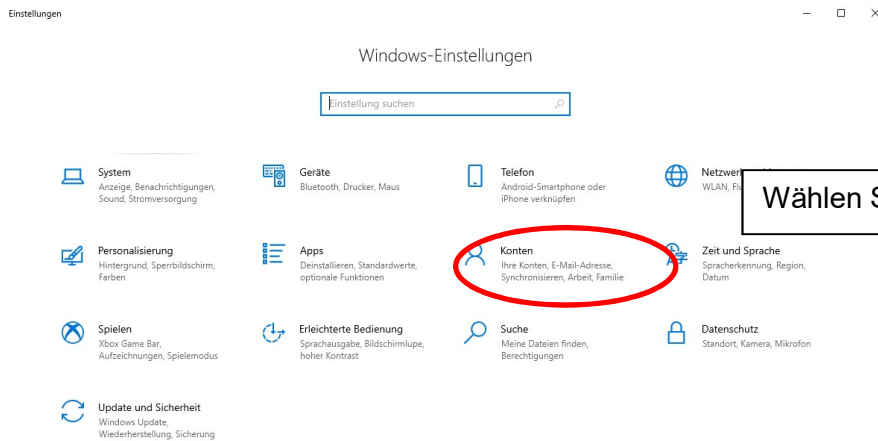 Einstellungen
Windows-Einstellungen
Einstellung suchen
System
Anzeige, Benachrichtigungen,
Sound, Stromversorgung
Geräte
Bluetooth, Drucker, Maus
Telefon
Android-Smartphone oder
iPhone verknüpfen
WLAN,
Wählen
Personalisierung
Hintergrund, Sperrbildschirm,
Farben
Apps
Deinstallieren, Standardwerte,
optionale Funktionen
Konten
Ihre Konten, E-Mail-Adresse,
Synchronisieren, Arbeit, Familie
Zeit und Sprache
Spracherkennung, Region,
Datum
Spielen
Xbox Game Bar,
Aufzeichnungen, Spielemodus
Erleichterte Bedienung
Sprachausgabe, Bildschirmlupe,
hoher Kontrast
Suche
Meine Dateien finden,
Berechtigungen
Datenschutz
Standort, Kamera, Mikrofon
Update und Sicherheit
Windows Update,
Wiederherstellung, Sicherung